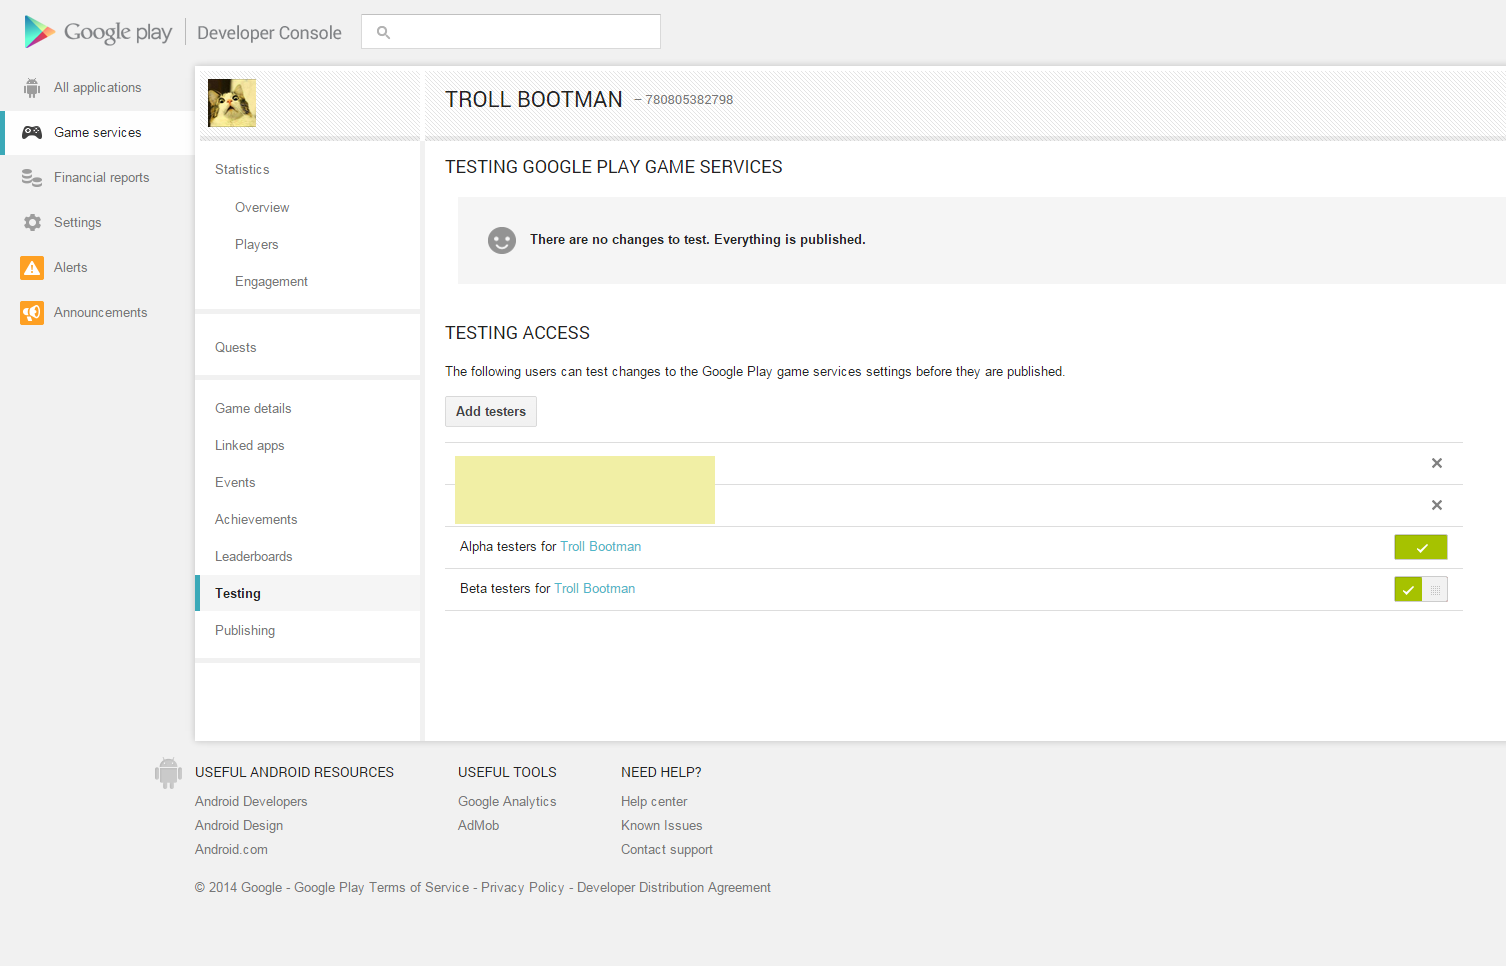 Google play
Developer Console
All applications
Game services
Financial reports
Settings
Alerts
Announcements
TROLL BOOTMAN – 780805382798
Statistics
Overview
Players
Engagement
Quests
Game details
Linked apps
Events
Achievements
Leaderboards
Testing
Publishing
TESTING GOOGLE PLAY GAME SERVICES
There are no changes to test. Everything is published.
TESTING ACCESS
The following users can test changes to the Google Play game services settings before they are published.
Add testers
Alpha testers for Troll Bootman
Beta testers for Troll Bootman
USEFUL ANDROID RESOURCES
Android Developers
Android Design
Android.com
USEFUL TOOLS
Google Analytics
AdMob
NEED HELP?
Help center
Known Issues
Contact support
© 2014 Google - Google Play Terms of Service - Privacy Policy - Developer Distribution Agreement